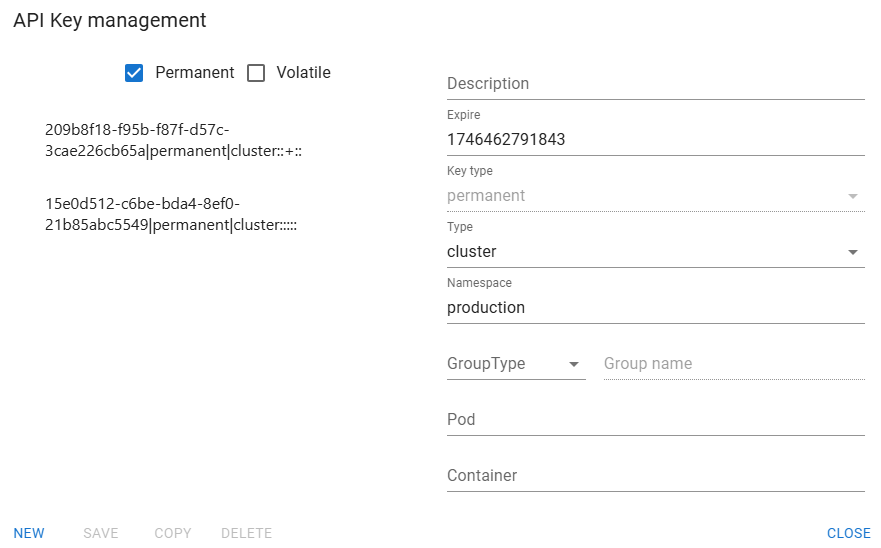 API Key management
Permanent Volatile
209b8f18-f95b-f87f-d57c-
3cae226cb65a|permanent|cluster::+::
15e0d512-c6be-bda4-8ef0-
21b85abc5549|permanent|cluster:::::
Description
Expire
1746462791843
Key type
permanent
Type
cluster
Namespace
production
GroupType Group name
Pod
Container
NEW SAVE COPY DELETE CLOSE